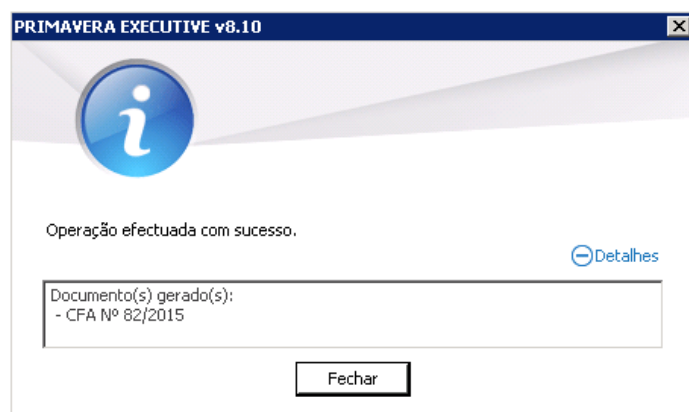 PRIMAVERA EXECUTIVE v8.10
Operação efectuada com sucesso.
Detalhes
Documento(s) gerado(s):
- CFA Nº 82/2015
Fechar